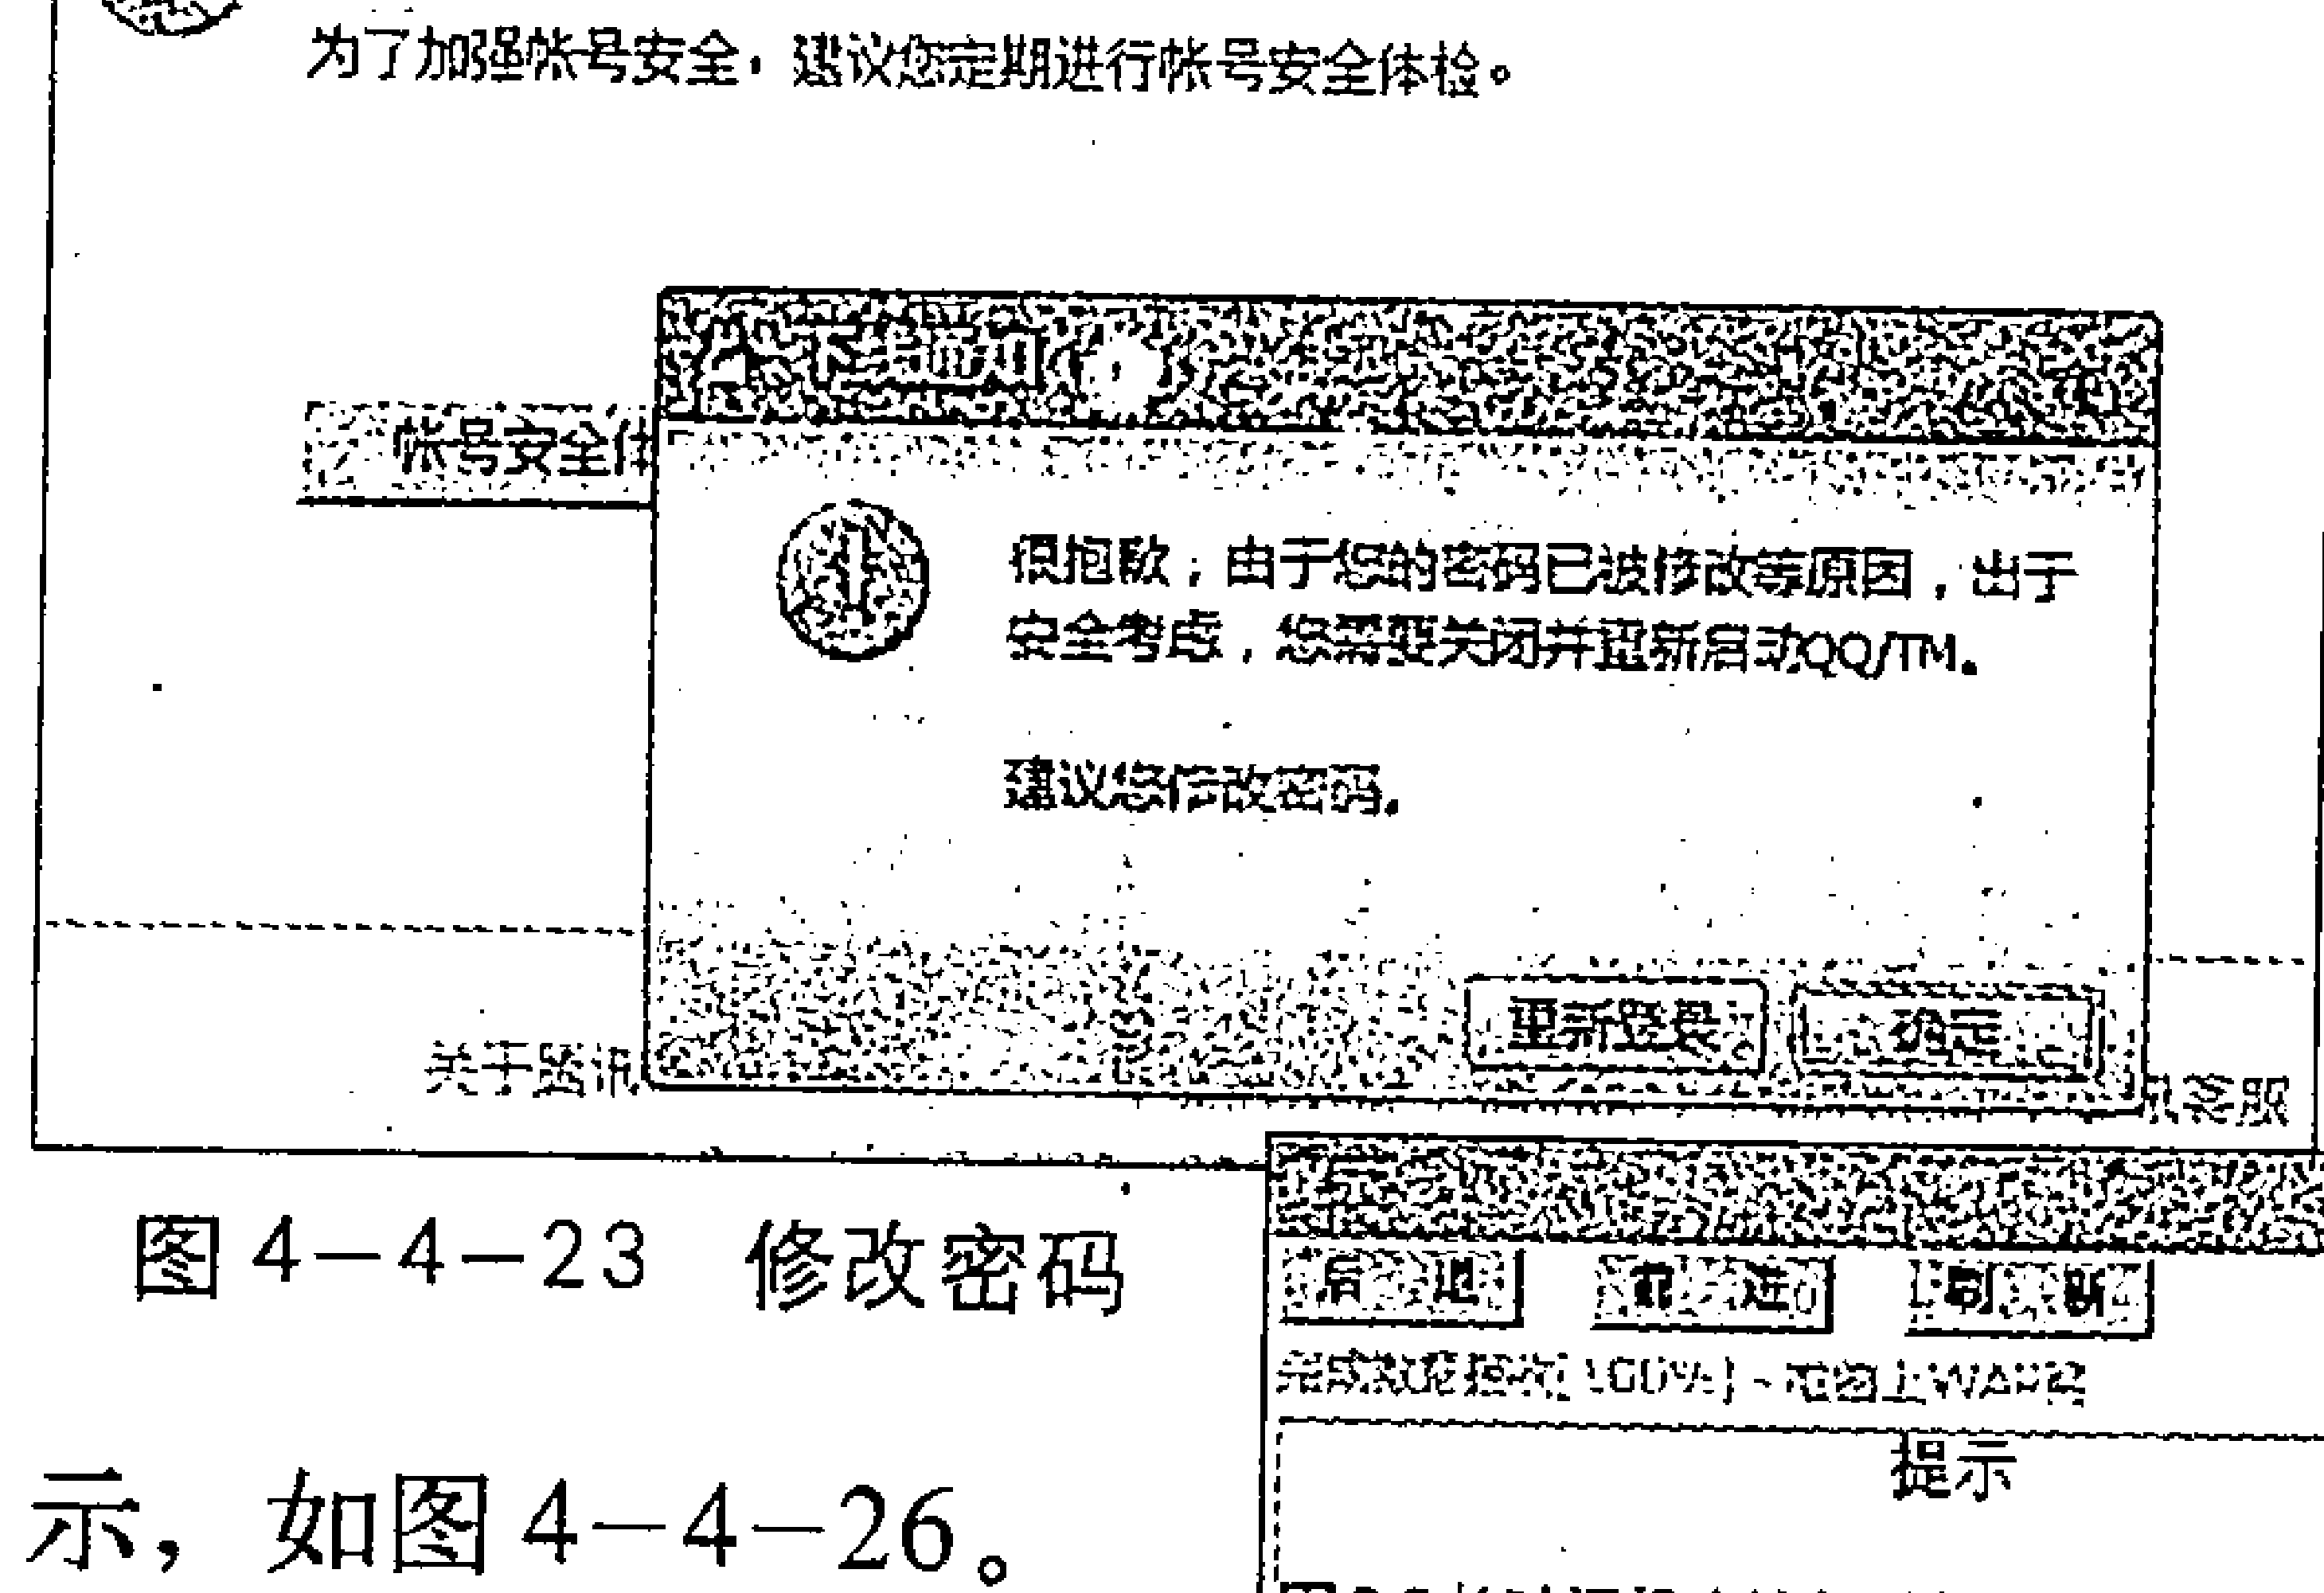 为了加强帐号安全，建议您定期进行帐号安全体检。
下线通知
帐号安全体
很抱歉，由于您的密码已被修改等原因，出于
安全考虑，您需要关闭并重新启动QQ/TM。
建议您修改密码。
重新登录 确定
关于腾讯 讯客服
图 4-4-23 修改密码
提示
示，如图 4-4-26。